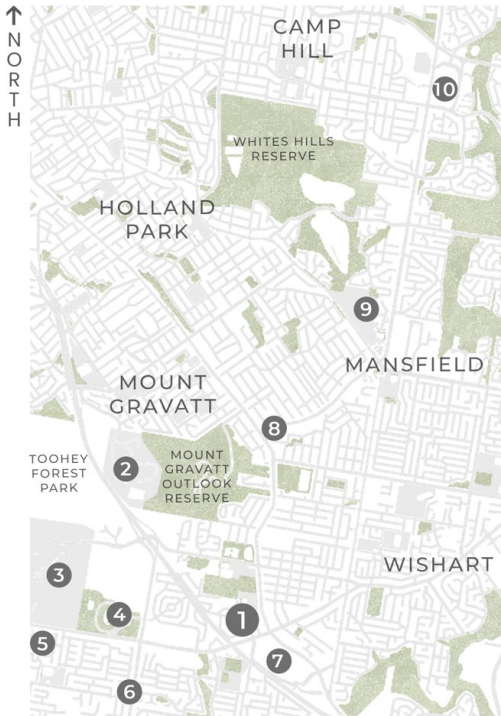 NORTH
CAMP
HILL
10
WHITES HILLS
RESERVE
HOLLAND
PARK
9
MANSFIELD
MOUNT
GRAVATT
8
TOOHEY
FOREST
PARK
2
MOUNT
GRAVATT
OUTLOOK
RESERVE
WISHART
3
4
1
5
7
6